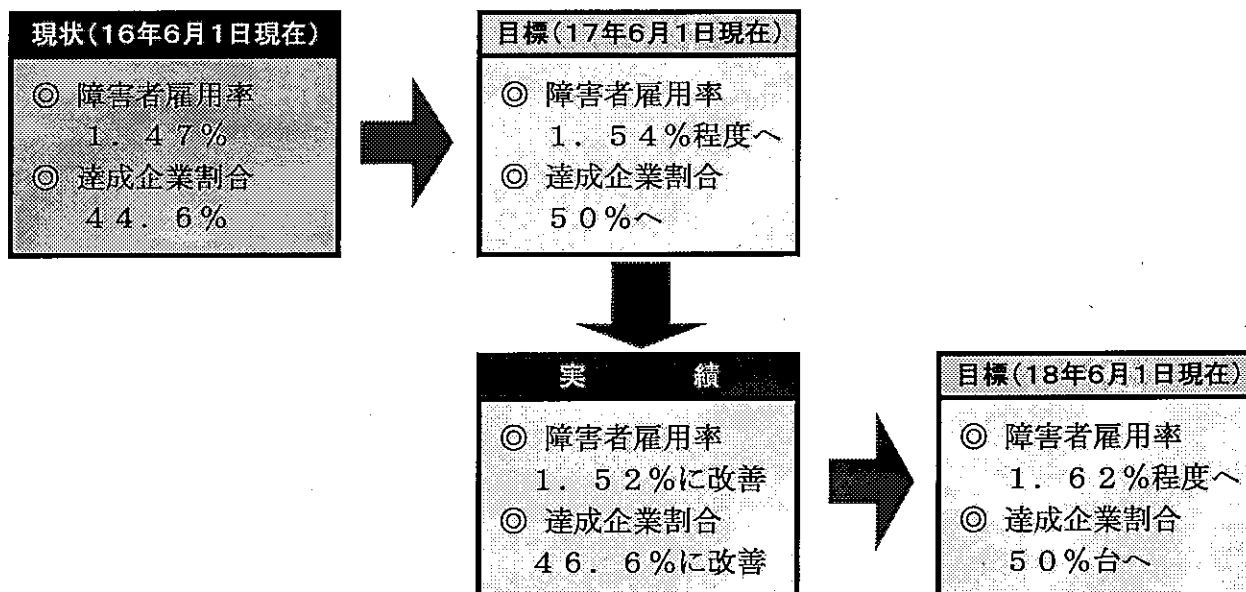 現状(16年6月1日現在)
◎ 障害者雇用率
1.47%
◎ 達成企業割合
44.6%
目標(17年6月1日現在)
◎ 障害者雇用率
1.54%程度へ
◎ 達成企業割合
50%へ
実績
◎ 障害者雇用率
1.52%に改善
◎ 達成企業割合
46.6%に改善
目標(18年6月1日現在)
◎ 障害者雇用率
1.62%程度へ
◎ 達成企業割合
50%台へ